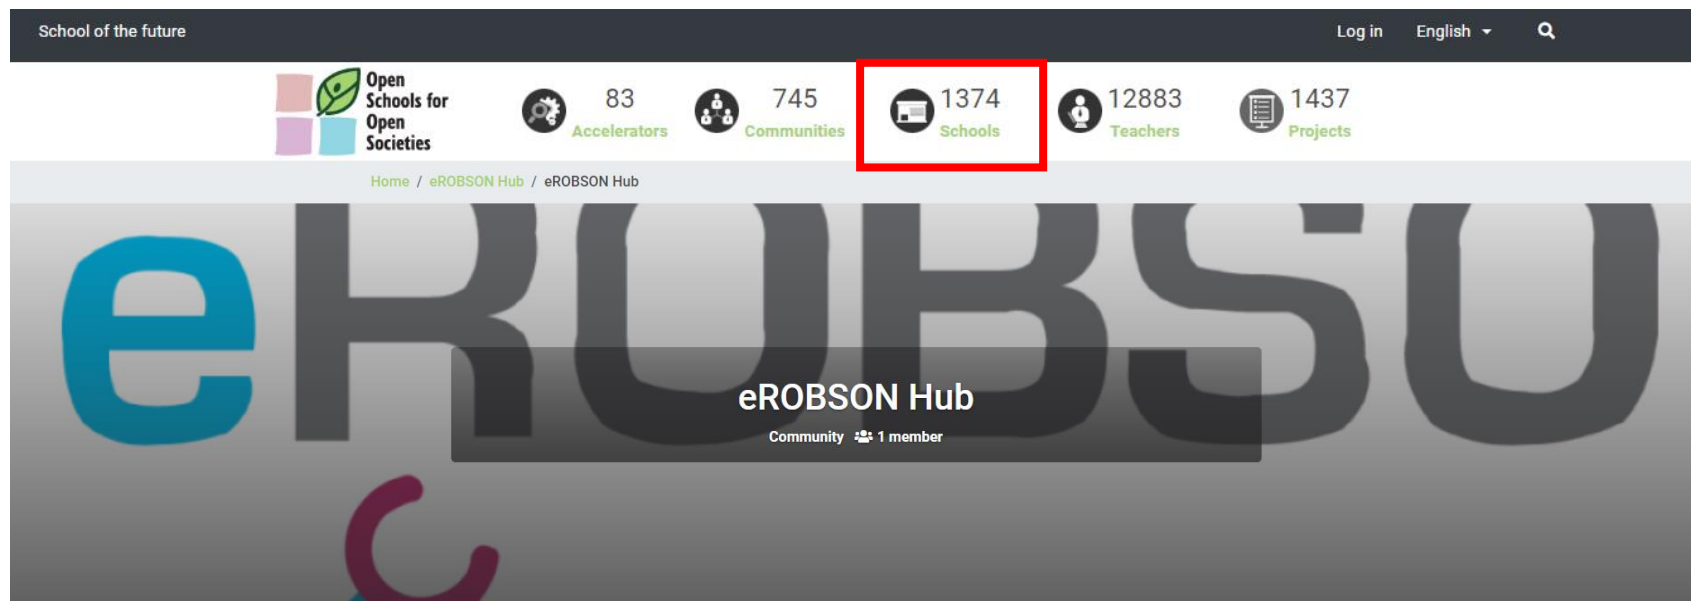 School of the future
Log in English
Open
Schools for
Open
Societies
83
Accelerators
745
Communities
1374
Schools
12883
Teachers
1437
Projects
Home / eROBSON Hub / eROBSON Hub
eROBSO
eROBSON Hub
Community 1 member